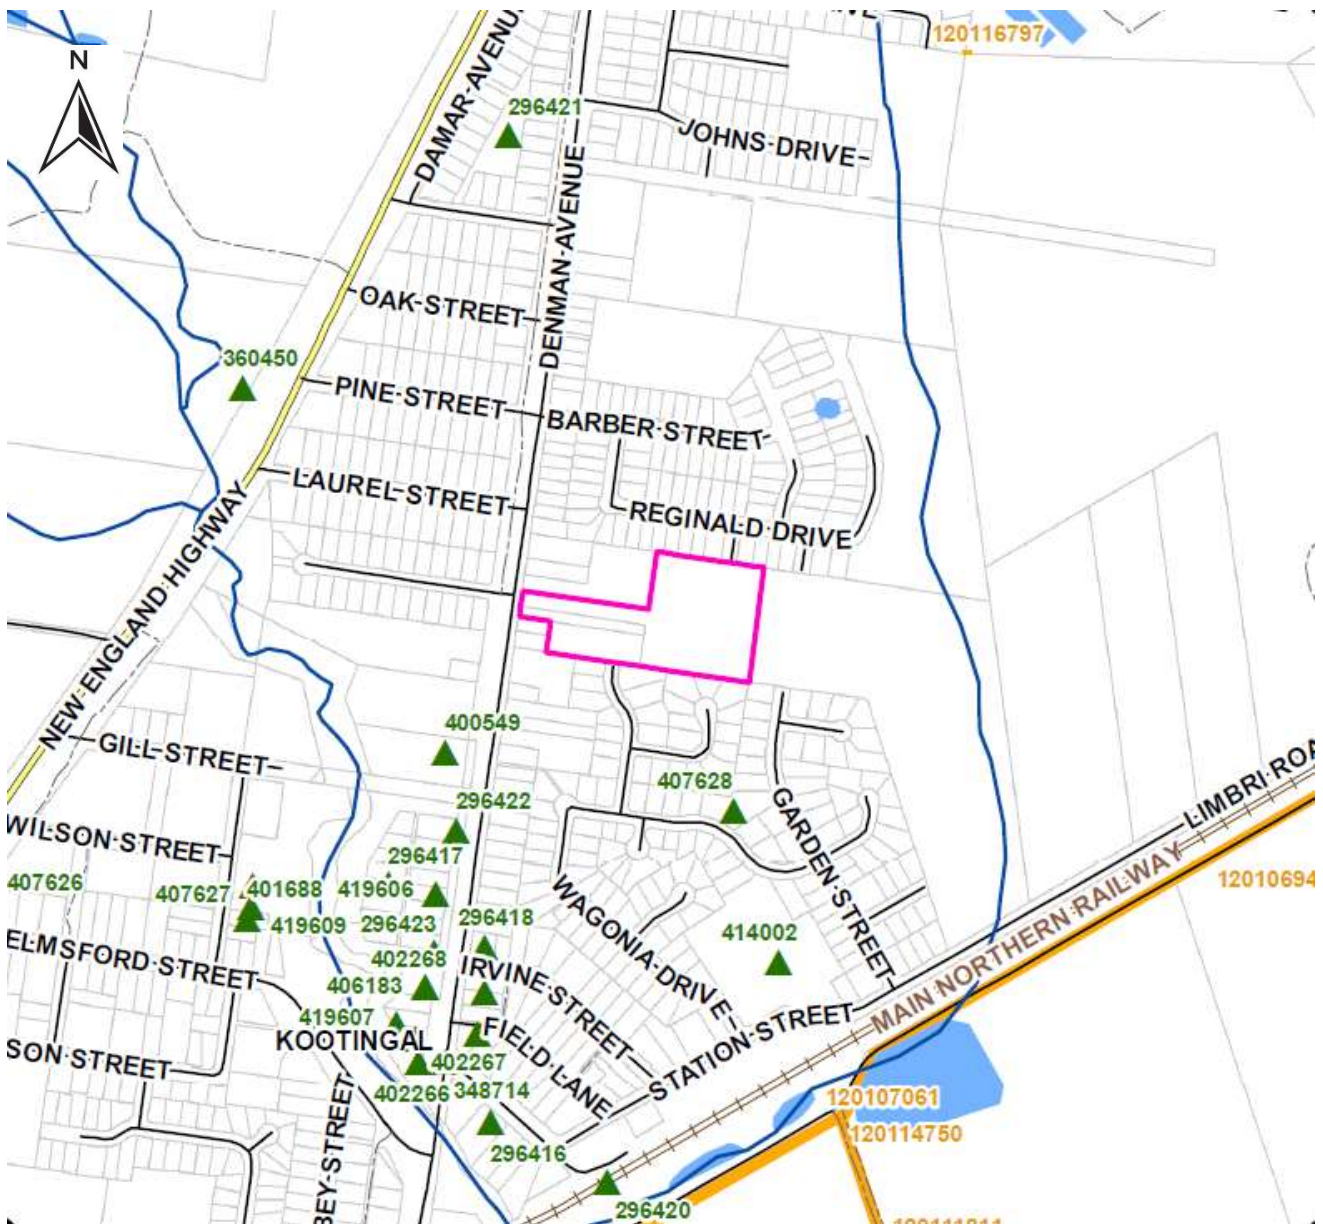 120116797
N
DAMAR AVENUE
296421
JOHNS DRIVE
DENMAN AVENUE
OAK STREET
360450
PINE STREET
BARBER STREET
LAUREL STREET
REGINALD DRIVE
NEW ENGLAND HIGHWAY
400549
GILL STREET
407628
296422
GARDEN STREET
LIMBRI ROA
WILSON STREET
296417
MAIN NORTHERN RAILWAY
407626
407627
401688
419606
12010694
419609
296423
296418
WAGONIA DRIVE
414002
ELMSFORD STREET
402268
IRVINE STREET
406183
419607
KOOTINGAL
FIELD LANE
STATION STREET
SON STREET
402267
402266
348714
120107061
120114750
BEY STREET
296416
296420